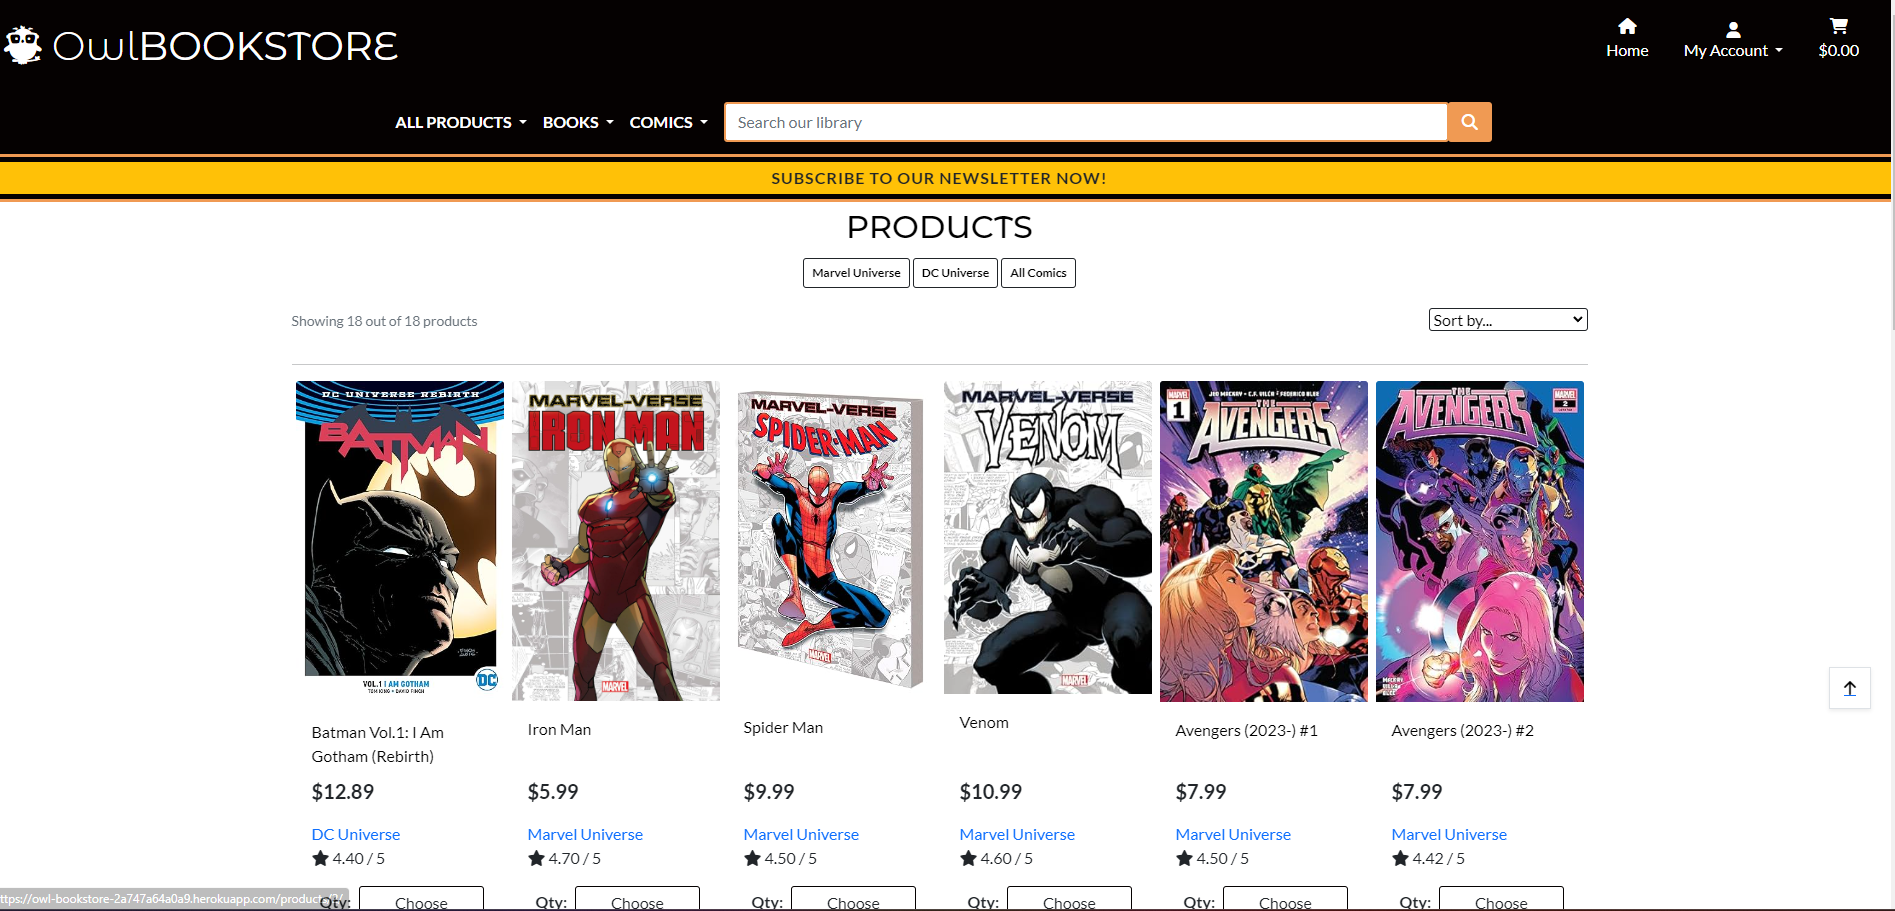 OwlBOOKSTORE
Home
My Account
$0.00
ALL PRODUCTS
BOOKS
COMICS
Search our library
SUBSCRIBE TO OUR NEWSLETTER NOW!
PRODUCTS
Marvel Universe
DC Universe
All Comics
Showing 18 out of 18 products
Sort by...
DC UNIVERSE REBIRTH
BATMAN
VOL.1 I AM GOTHAM
TOM KING • DAVID FINCH
DC
MARVEL-VERSE
IRON MAN
MARVEL
MARVEL-VERSE
SPIDER-MAN
MARVEL
MARVEL-VERSE
VENOM
MARVEL
MARVEL
1
THE
AVENGERS
THE
AVENGERS
MARVEL
2
Batman Vol.1: I Am
Gotham (Rebirth)
Iron Man
Spider Man
Venom
Avengers (2023-) #1
Avengers (2023-) #2
$12.89
$5.99
$9.99
$10.99
$7.99
$7.99
DC Universe
Marvel Universe
Marvel Universe
Marvel Universe
Marvel Universe
Marvel Universe
4.40 / 5
4.70 / 5
4.50 / 5
4.60 / 5
4.50 / 5
4.42 / 5
Qty:
Choose
Qty:
Choose
Qty:
Choose
Qty:
Choose
Qty:
Choose
Qty:
Choose
ttps://owl-bookstore-2a747a64a0a9.herokuapp.com/product